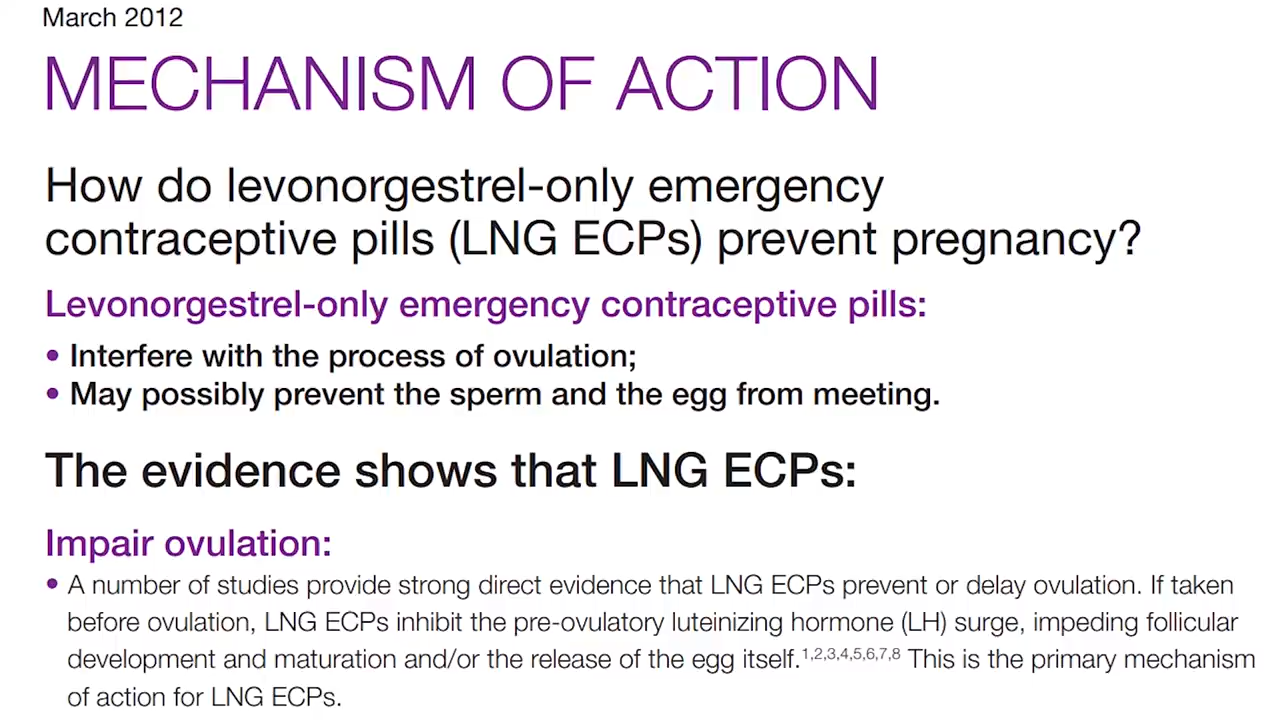 March 2012
MECHANISM OF ACTION
How do levonorgestrel-only emergency
contraceptive pills (LNG ECPs) prevent pregnancy?
Levonorgestrel-only emergency contraceptive pills:
• Interfere with the process of ovulation;
• May possibly prevent the sperm and the egg from meeting.
The evidence shows that LNG ECPs:
Impair ovulation:
• A number of studies provide strong direct evidence that LNG ECPs prevent or delay ovulation. If taken
before ovulation, LNG ECPs inhibit the pre-ovulatory luteinizing hormone (LH) surge, impeding follicular
development and maturation and/or the release of the egg itself.1,2,3,4,5,6,7,8 This is the primary mechanism
of action for LNG ECPs.